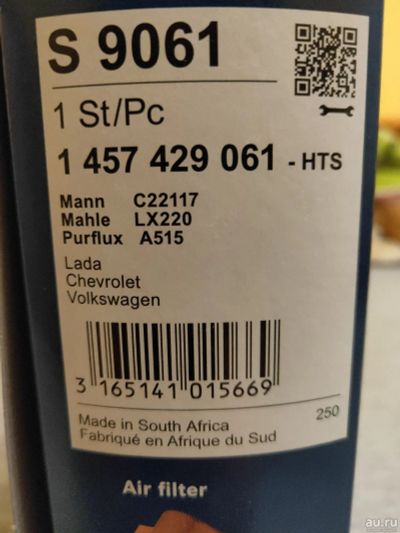 S 9061
1 St/Pc
1 457 429 061 - HTS
Mann C22117
Mahle LX220
Purflux A515
Lada
Chevrolet
Volkswagen
3 165141 015669
250
Made in South Africa
Fabriqué en Afrique du Sud
Air filter
au.ru